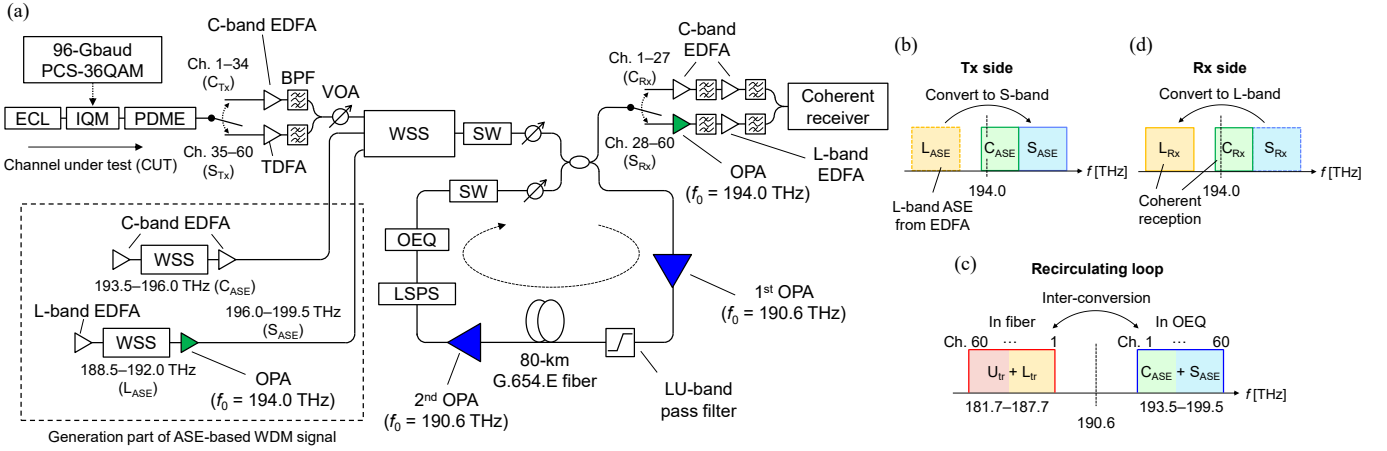 (a)
96-Gbaud
PCS-36QAM
ECL
IQM
PDME
Channel under test (CUT)
C-band EDFA
Ch. 1–34
(CTx)
BPF
VOA
Ch. 35–60
(STx)
TDFA
WSS
SW
SW
OEQ
LSPS
C-band EDFA
WSS
193.5–196.0 THz (CASE)
L-band EDFA
196.0–199.5 THz
(SASE)
WSS
188.5–192.0 THz
(LASE)
OPA
(f0 = 194.0 THz)
Generation part of ASE-based WDM signal
2nd OPA
(f0 = 190.6 THz)
80-km
G.654.E fiber
LU-band
pass filter
1st OPA
(f0 = 190.6 THz)
C-band
EDFA
Ch. 1–27
(CRx)
Ch. 28–60
(SRx)
OPA
(f0 = 194.0 THz)
L-band
EDFA
Coherent
receiver
(b)
Tx side
Convert to S-band
LASE
CASE
SASE
f [THz]
194.0
L-band ASE
from EDFA
(d)
Rx side
Convert to L-band
LRx
CRx
SRx
f [THz]
194.0
Coherent
reception
(c)
Recirculating loop
Inter-conversion
In fiber
In OEQ
Ch. 60 ··· 1
Ch. 1 ··· 60
Utr + Ltr
CASE + SASE
f [THz]
181.7–187.7
193.5–199.5
190.6